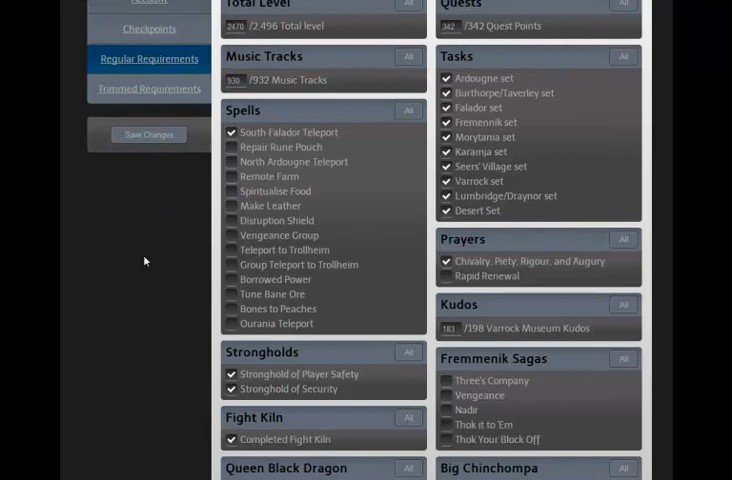 Account
Checkpoints
Regular Requirements
Trimmed Requirements
Save Changes
Total Level All
2470 /2,496 Total level
Music Tracks All
930 /932 Music Tracks
Spells All
South Falador Teleport
Repair Rune Pouch
North Ardougne Teleport
Remote Farm
Spiritualise Food
Make Leather
Disruption Shield
Vengeance Group
Teleport to Trollheim
Group Teleport to Trollheim
Borrowed Power
Tune Bane Ore
Bones to Peaches
Ourania Teleport
Strongholds All
Stronghold of Player Safety
Stronghold of Security
Fight Kiln All
Completed Fight Kiln
Queen Black Dragon All
Quests All
342 /342 Quest Points
Tasks All
Ardougne set
Burthorpe/Taverley set
Falador set
Fremennik set
Morytania set
Karamja set
Seers' Village set
Varrock set
Lumbridge/Draynor set
Desert Set
Prayers All
Chivalry, Piety, Rigour, and Augury
Rapid Renewal
Kudos All
183 /198 Varrock Museum Kudos
Fremmenik Sagas All
Three's Company
Vengeance
Nadir
Thok it to 'Em
Thok Your Block Off
Big Chinchompa All